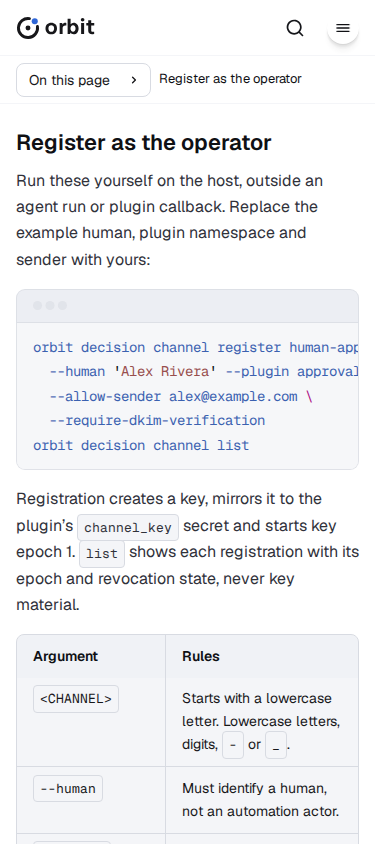 orbit
On this page
Register as the operator
Register as the operator
Run these yourself on the host, outside an
agent run or plugin callback. Replace the
example human, plugin namespace and
sender with yours:
orbit decision channel register human-app
--human 'Alex Rivera' --plugin approval
--allow-sender alex@example.com \
--require-dkim-verification
orbit decision channel list
Registration creates a key, mirrors it to the
plugin's channel_key secret and starts key
epoch 1. list shows each registration with its
epoch and revocation state, never key
material.
Argument Rules
<CHANNEL> Starts with a lowercase
letter. Lowercase letters,
digits, - or _.
--human Must identify a human,
not an automation actor.